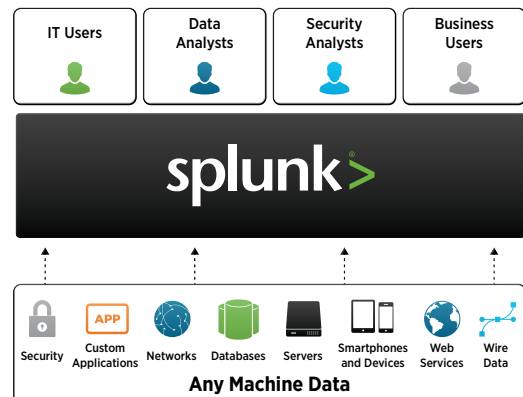 IT Users
Data
Analysts
Security
Analysts
Business
Users
splunk>®
APP
Security
Custom
Applications
Networks
Databases
Servers
Smartphones
and Devices
Web
Services
Wire
Data
Any Machine Data